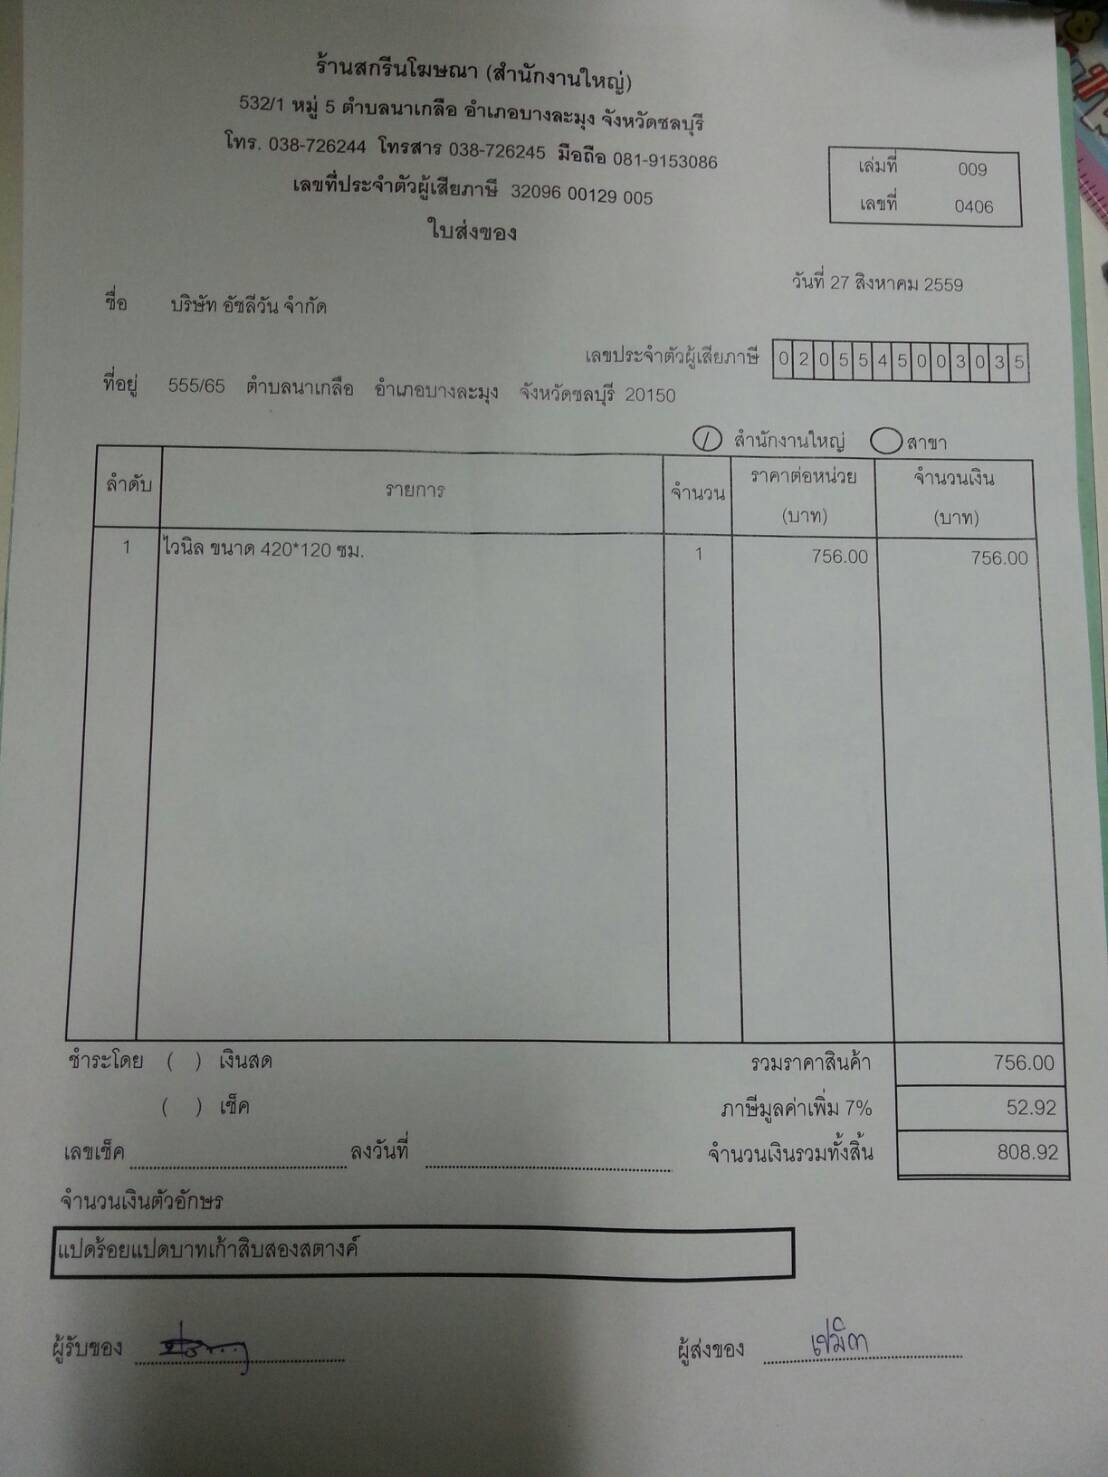 ร้านสกรีนโฆษณา (สำนักงานใหญ่)
532/1 หมู่ 5 ตำบลนาเกลือ อำเภอบางละมุง จังหวัดชลบุรี
โทร. 038-726244 โทรสาร 038-726245 มือถือ 081-9153086
เลขที่ประจำตัวผู้เสียภาษี 32096 00129 005
ใบส่งของ
เล่มที่ 009
เลขที่ 0406
วันที่ 27 สิงหาคม 2559
ชื่อ บริษัท อัซลีวัน จำกัด
เลขประจำตัวผู้เสียภาษี 0205545003035
ที่อยู่ 555/65 ตำบลนาเกลือ อำเภอบางละมุง จังหวัดชลบุรี 20150
สำนักงานใหญ่ สาขา
ลำดับ รายการ จำนวน ราคาต่อหน่วย (บาท) จำนวนเงิน (บาท)
1 ไวนิล ขนาด 420*120 ซม. 1 756.00 756.00
ชำระโดย ( ) เงินสด รวมราคาสินค้า 756.00
( ) เช็ค ภาษีมูลค่าเพิ่ม 7% 52.92
เลขเช็ค ลงวันที่ จำนวนเงินรวมทั้งสิ้น 808.92
จำนวนเงินตัวอักษร
แปดร้อยแปดบาทเก้าสิบสองสตางค์
ผู้รับของ ผู้ส่งของ